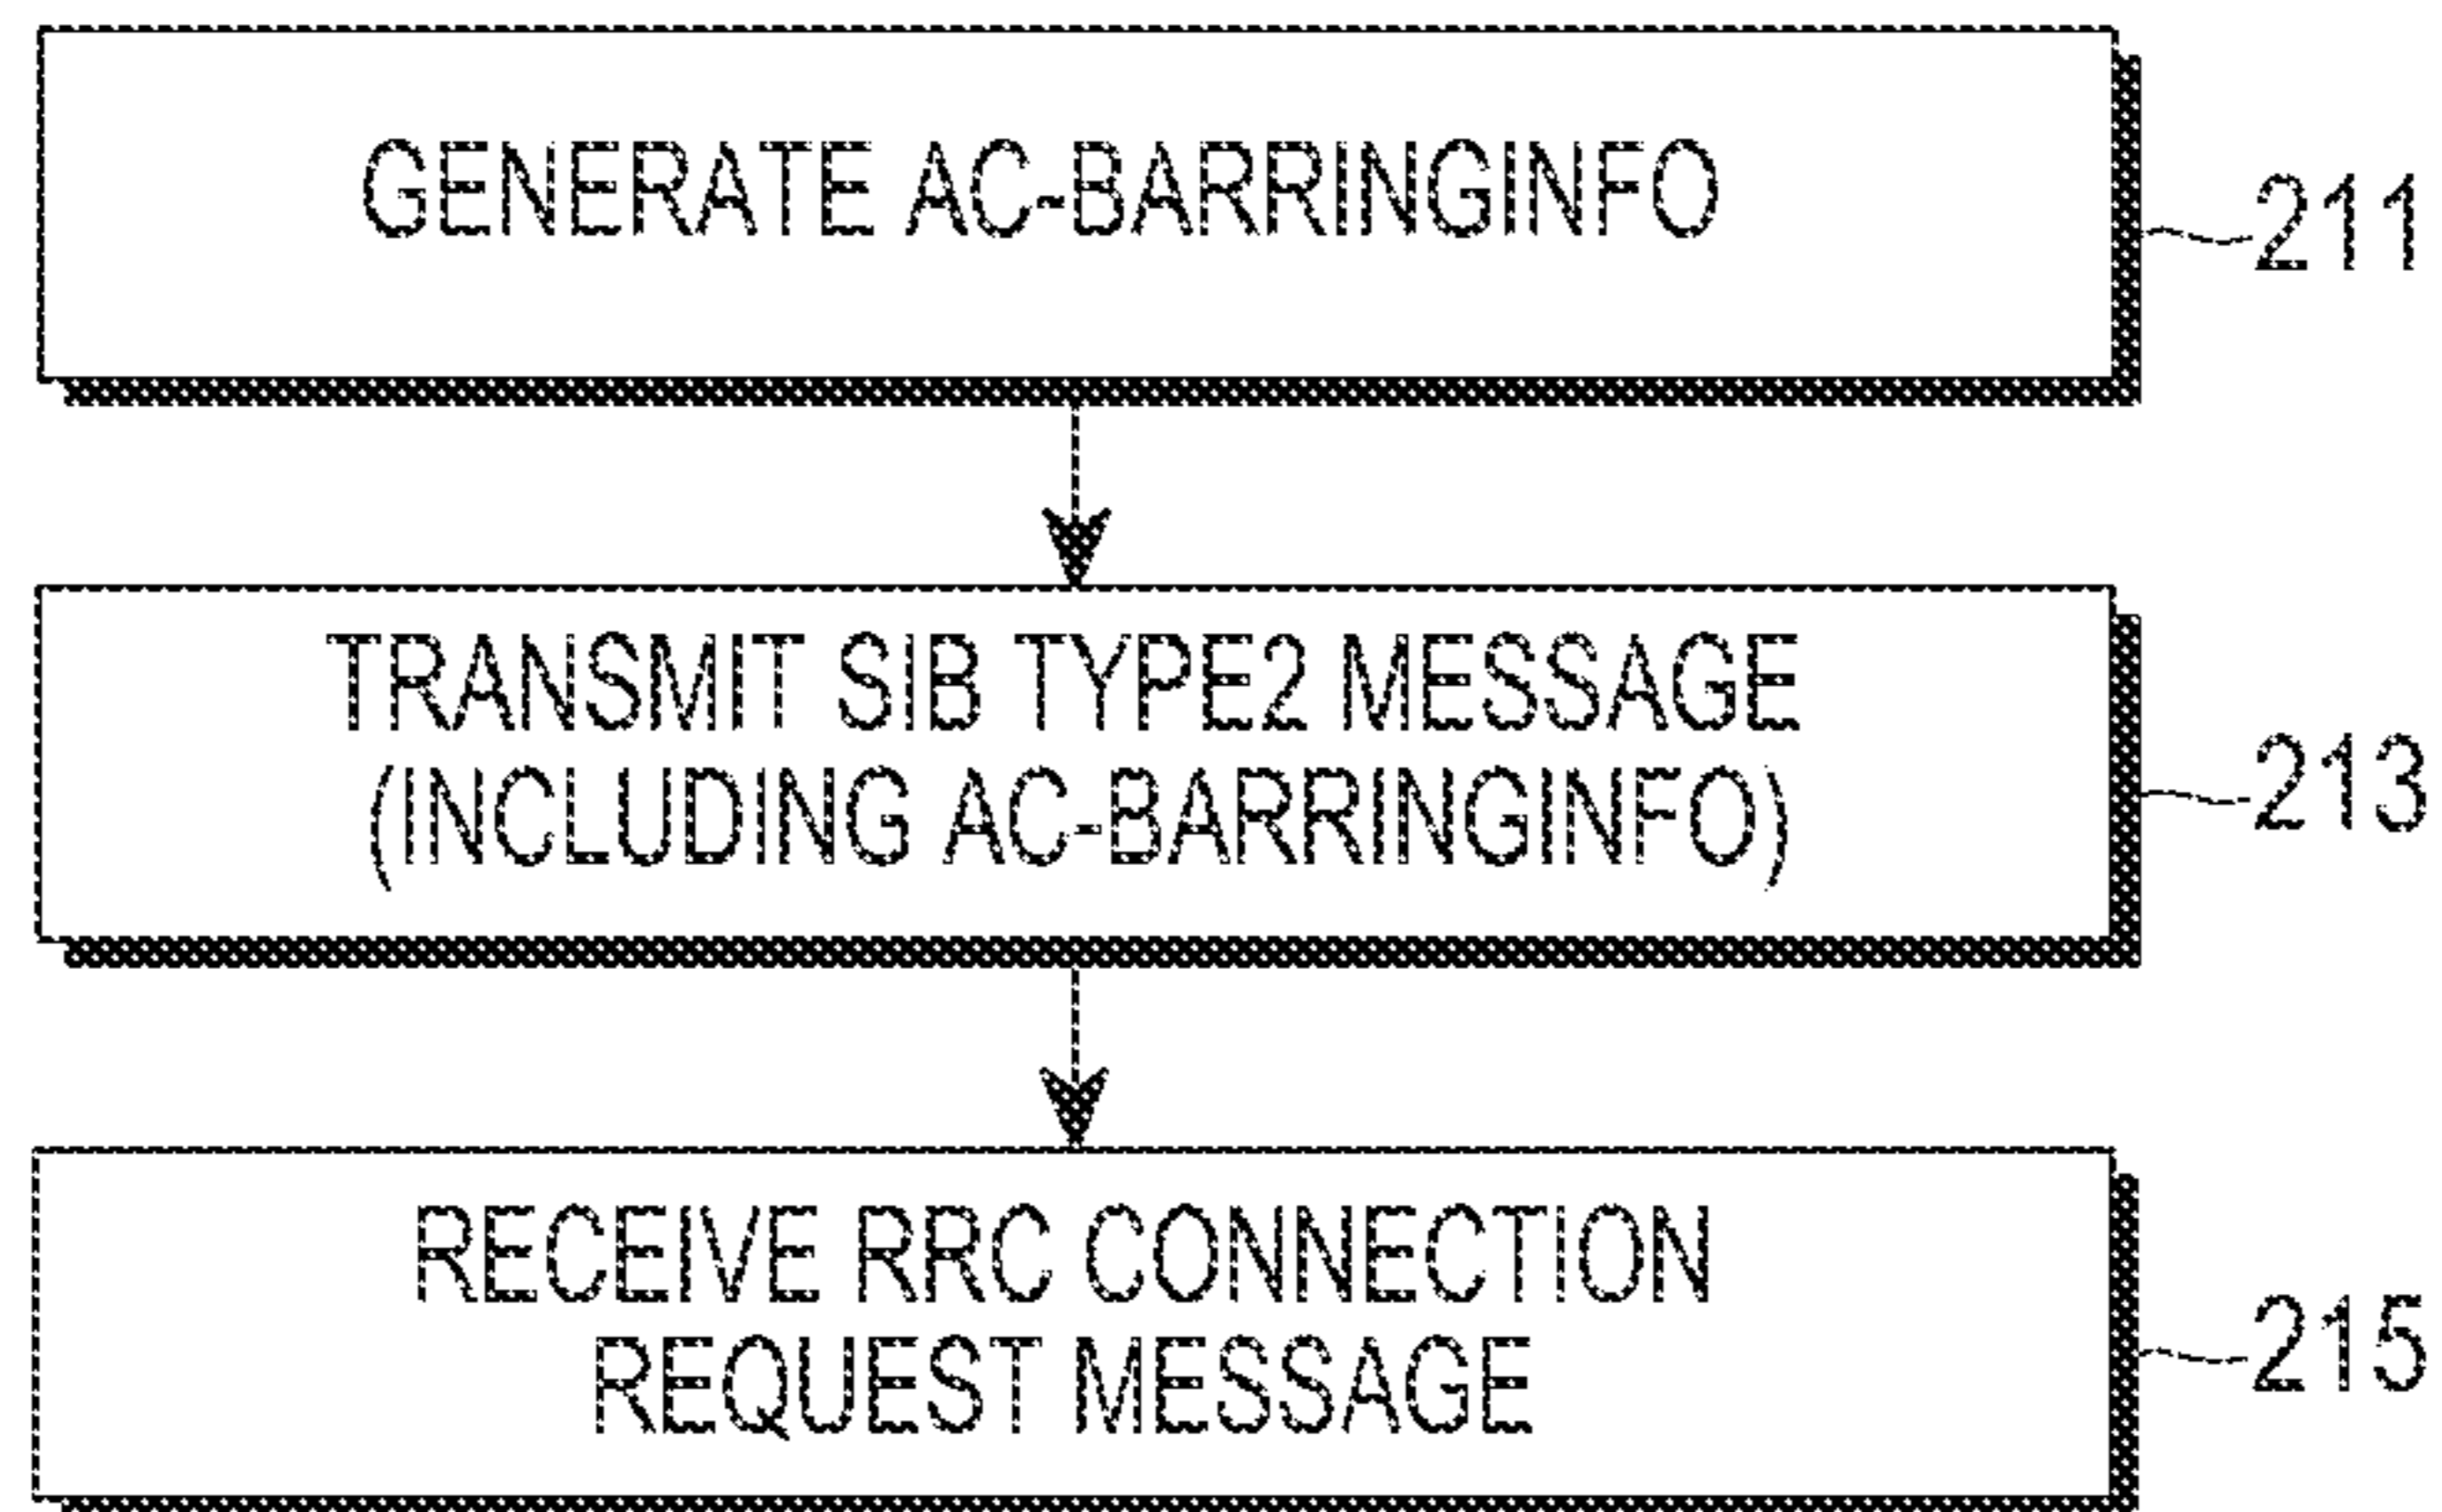 GENERATE AC-BARRINGINFO
211
TRANSMIT SIB TYPE2 MESSAGE
(INCLUDING AC-BARRINGINFO)
213
RECEIVE RRC CONNECTION
REQUEST MESSAGE
215